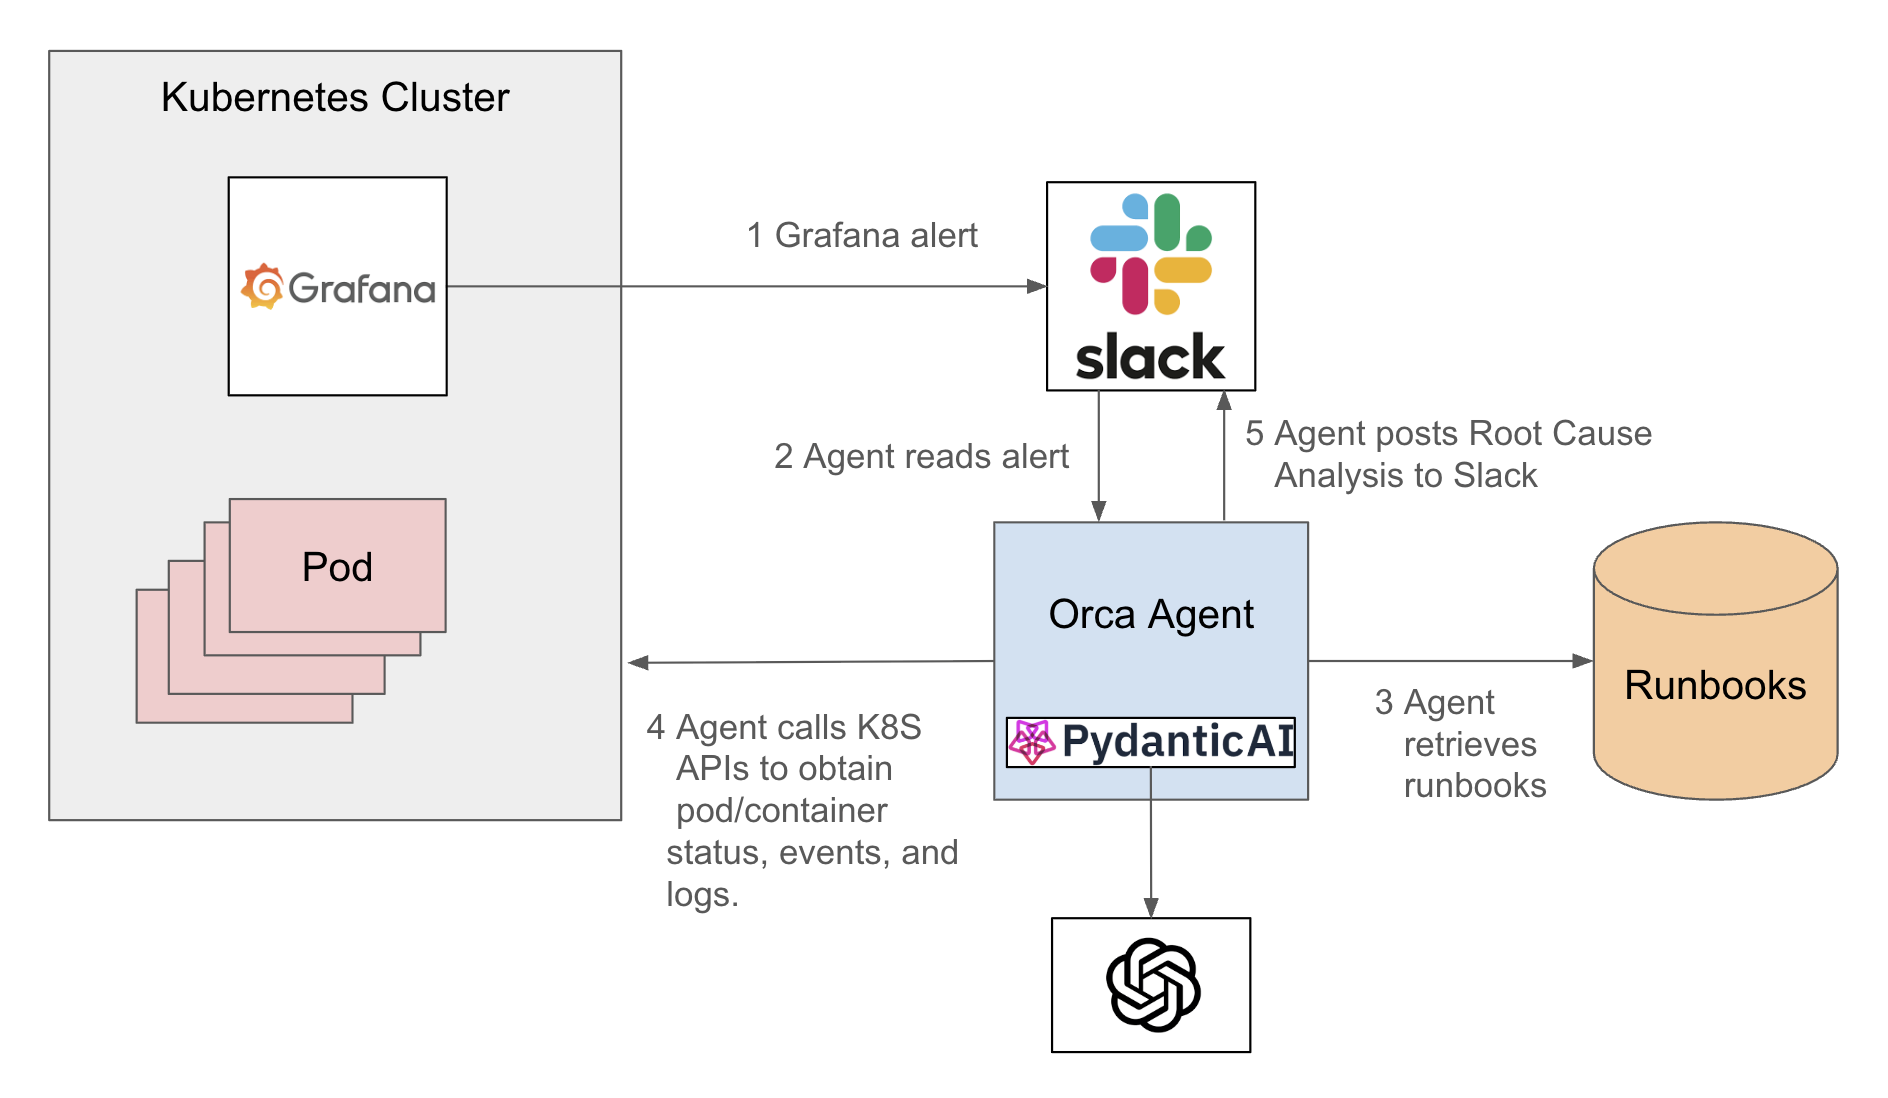 Kubernetes Cluster
Grafana
1 Grafana alert
slack
2 Agent reads alert
5 Agent posts Root Cause
Analysis to Slack
Pod
Orca Agent
PydanticAI
Runbooks
3 Agent
retrieves
runbooks
4 Agent calls K8S
APIs to obtain
pod/container
status, events, and
logs.